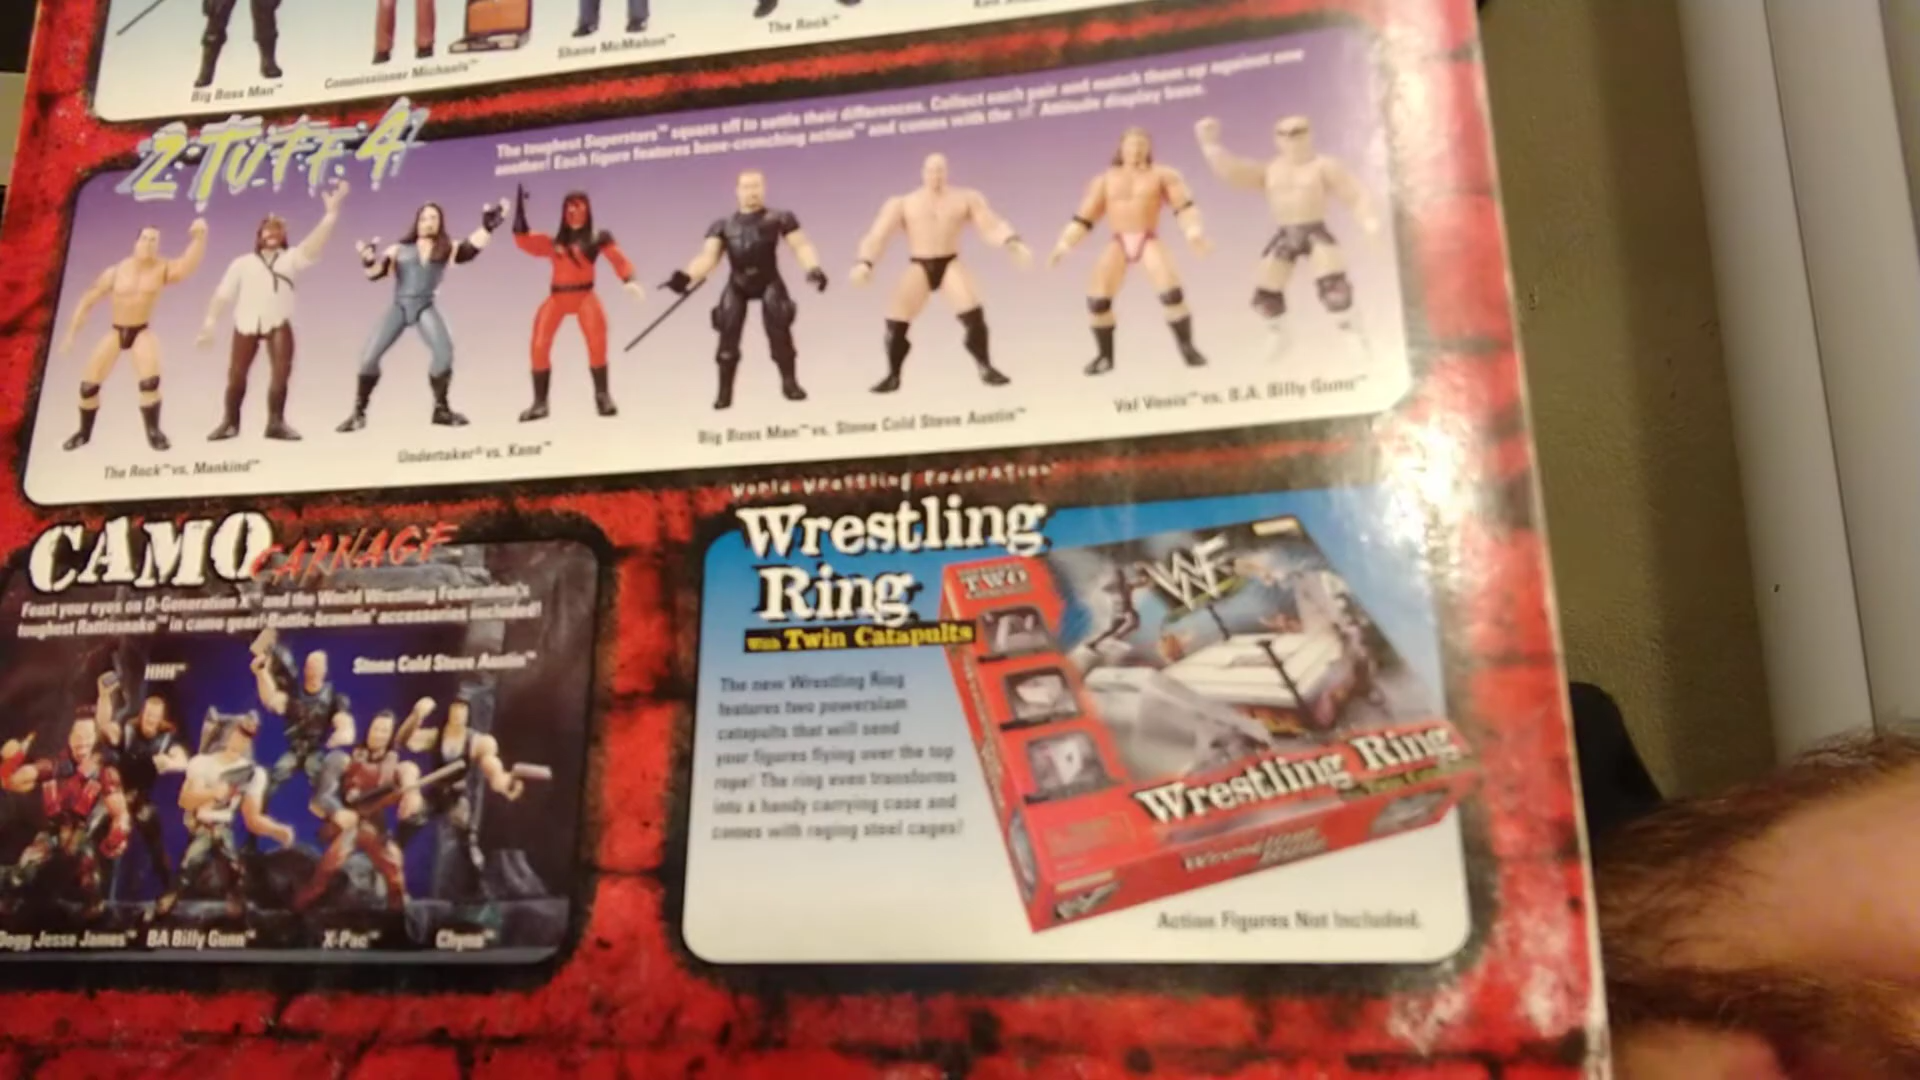 Big Boss Man™
Commissioner Michaels™
Shane McMahon™
The Rock™
2 TUFF 4
The toughest Superstars™ square off to settle their differences. Collect each pair and match them up against one
another! Each figure features bone-crunching action™ and comes with the Attitude display base.
The Rock™ vs. Mankind™
Undertaker® vs. Kane™
Big Boss Man™ vs. Stone Cold Steve Austin™
Val Venis™ vs. B.A. Billy Gunn™
CAMO CARNAGE
Feast your eyes on D-Generation X™ and the World Wrestling Federation's
toughest Rattlesnake™ in camo gear! Battle-brawlin' accessories included!
HHH™
Stone Cold Steve Austin™
Dogg Jesse James™
BA Billy Gunn™
X-Pac™
Chyna™
World Wrestling Federation™
Wrestling
Ring
With Twin Catapults
The new Wrestling Ring
features two powerslam
catapults that will send
your figures flying over the top
rope! The ring even transforms
into a handy carrying case and
comes with raging steel cages!
TWO
WF
Wrestling Ring
Action Figures Not Included.